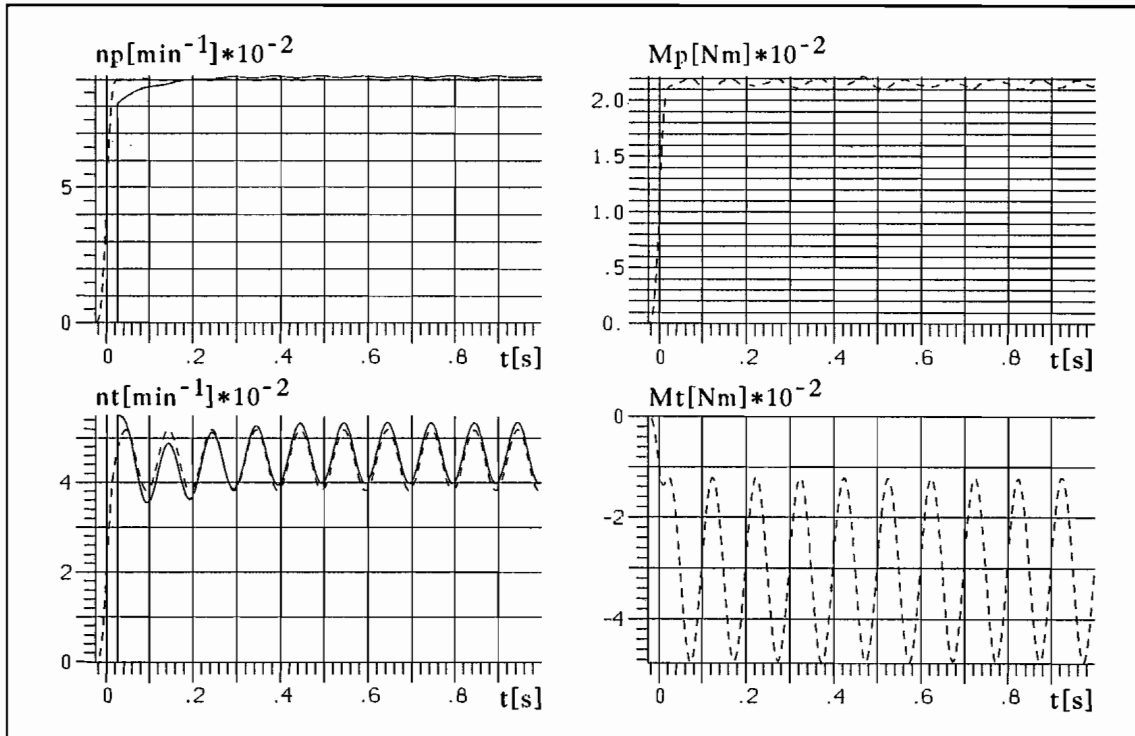 np[min⁻¹]*10⁻²
5
0
0 .2 .4 .6 .8 t[s]
Mp[Nm]*10⁻²
2.0
1.5
1.0
.5
0.
0 .2 .4 .6 .8 t[s]
nt[min⁻¹]*10⁻²
4
2
0
0 .2 .4 .6 .8 t[s]
Mt[Nm]*10⁻²
0
-2
-4
0 .2 .4 .6 .8 t[s]